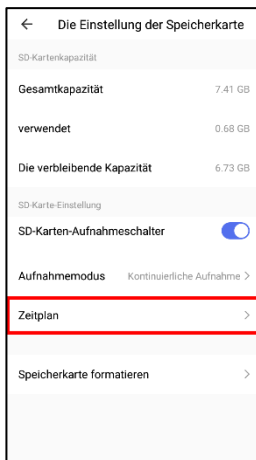 ← Die Einstellung der Speicherkarte
SD-Kartenkapazität
Gesamtkapazität 7.41 GB
verwendet 0.68 GB
Die verbleibende Kapazität 6.73 GB
SD-Karte-Einstellung
SD-Karten-Aufnahmeschalter
Aufnahmemodus Kontinuierliche Aufnahme >
Zeitplan >
Speicherkarte formatieren >